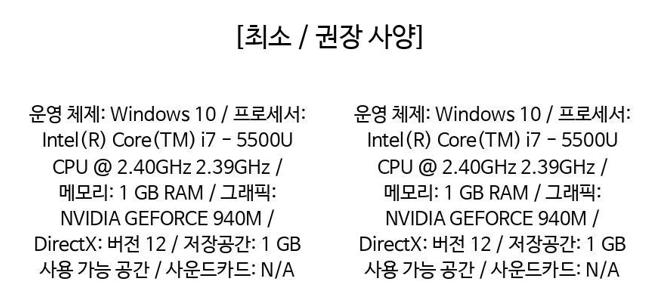 [최소 / 권장 사양]
운영 체제: Windows 10 / 프로세서:
Intel(R) Core(TM) i7 - 5500U
CPU @ 2.40GHz 2.39GHz /
메모리: 1 GB RAM / 그래픽:
NVIDIA GEFORCE 940M /
DirectX: 버전 12 / 저장공간: 1 GB
사용 가능 공간 / 사운드카드: N/A
운영 체제: Windows 10 / 프로세서:
Intel(R) Core(TM) i7 - 5500U
CPU @ 2.40GHz 2.39GHz /
메모리: 1 GB RAM / 그래픽:
NVIDIA GEFORCE 940M /
DirectX: 버전 12 / 저장공간: 1 GB
사용 가능 공간 / 사운드카드: N/A